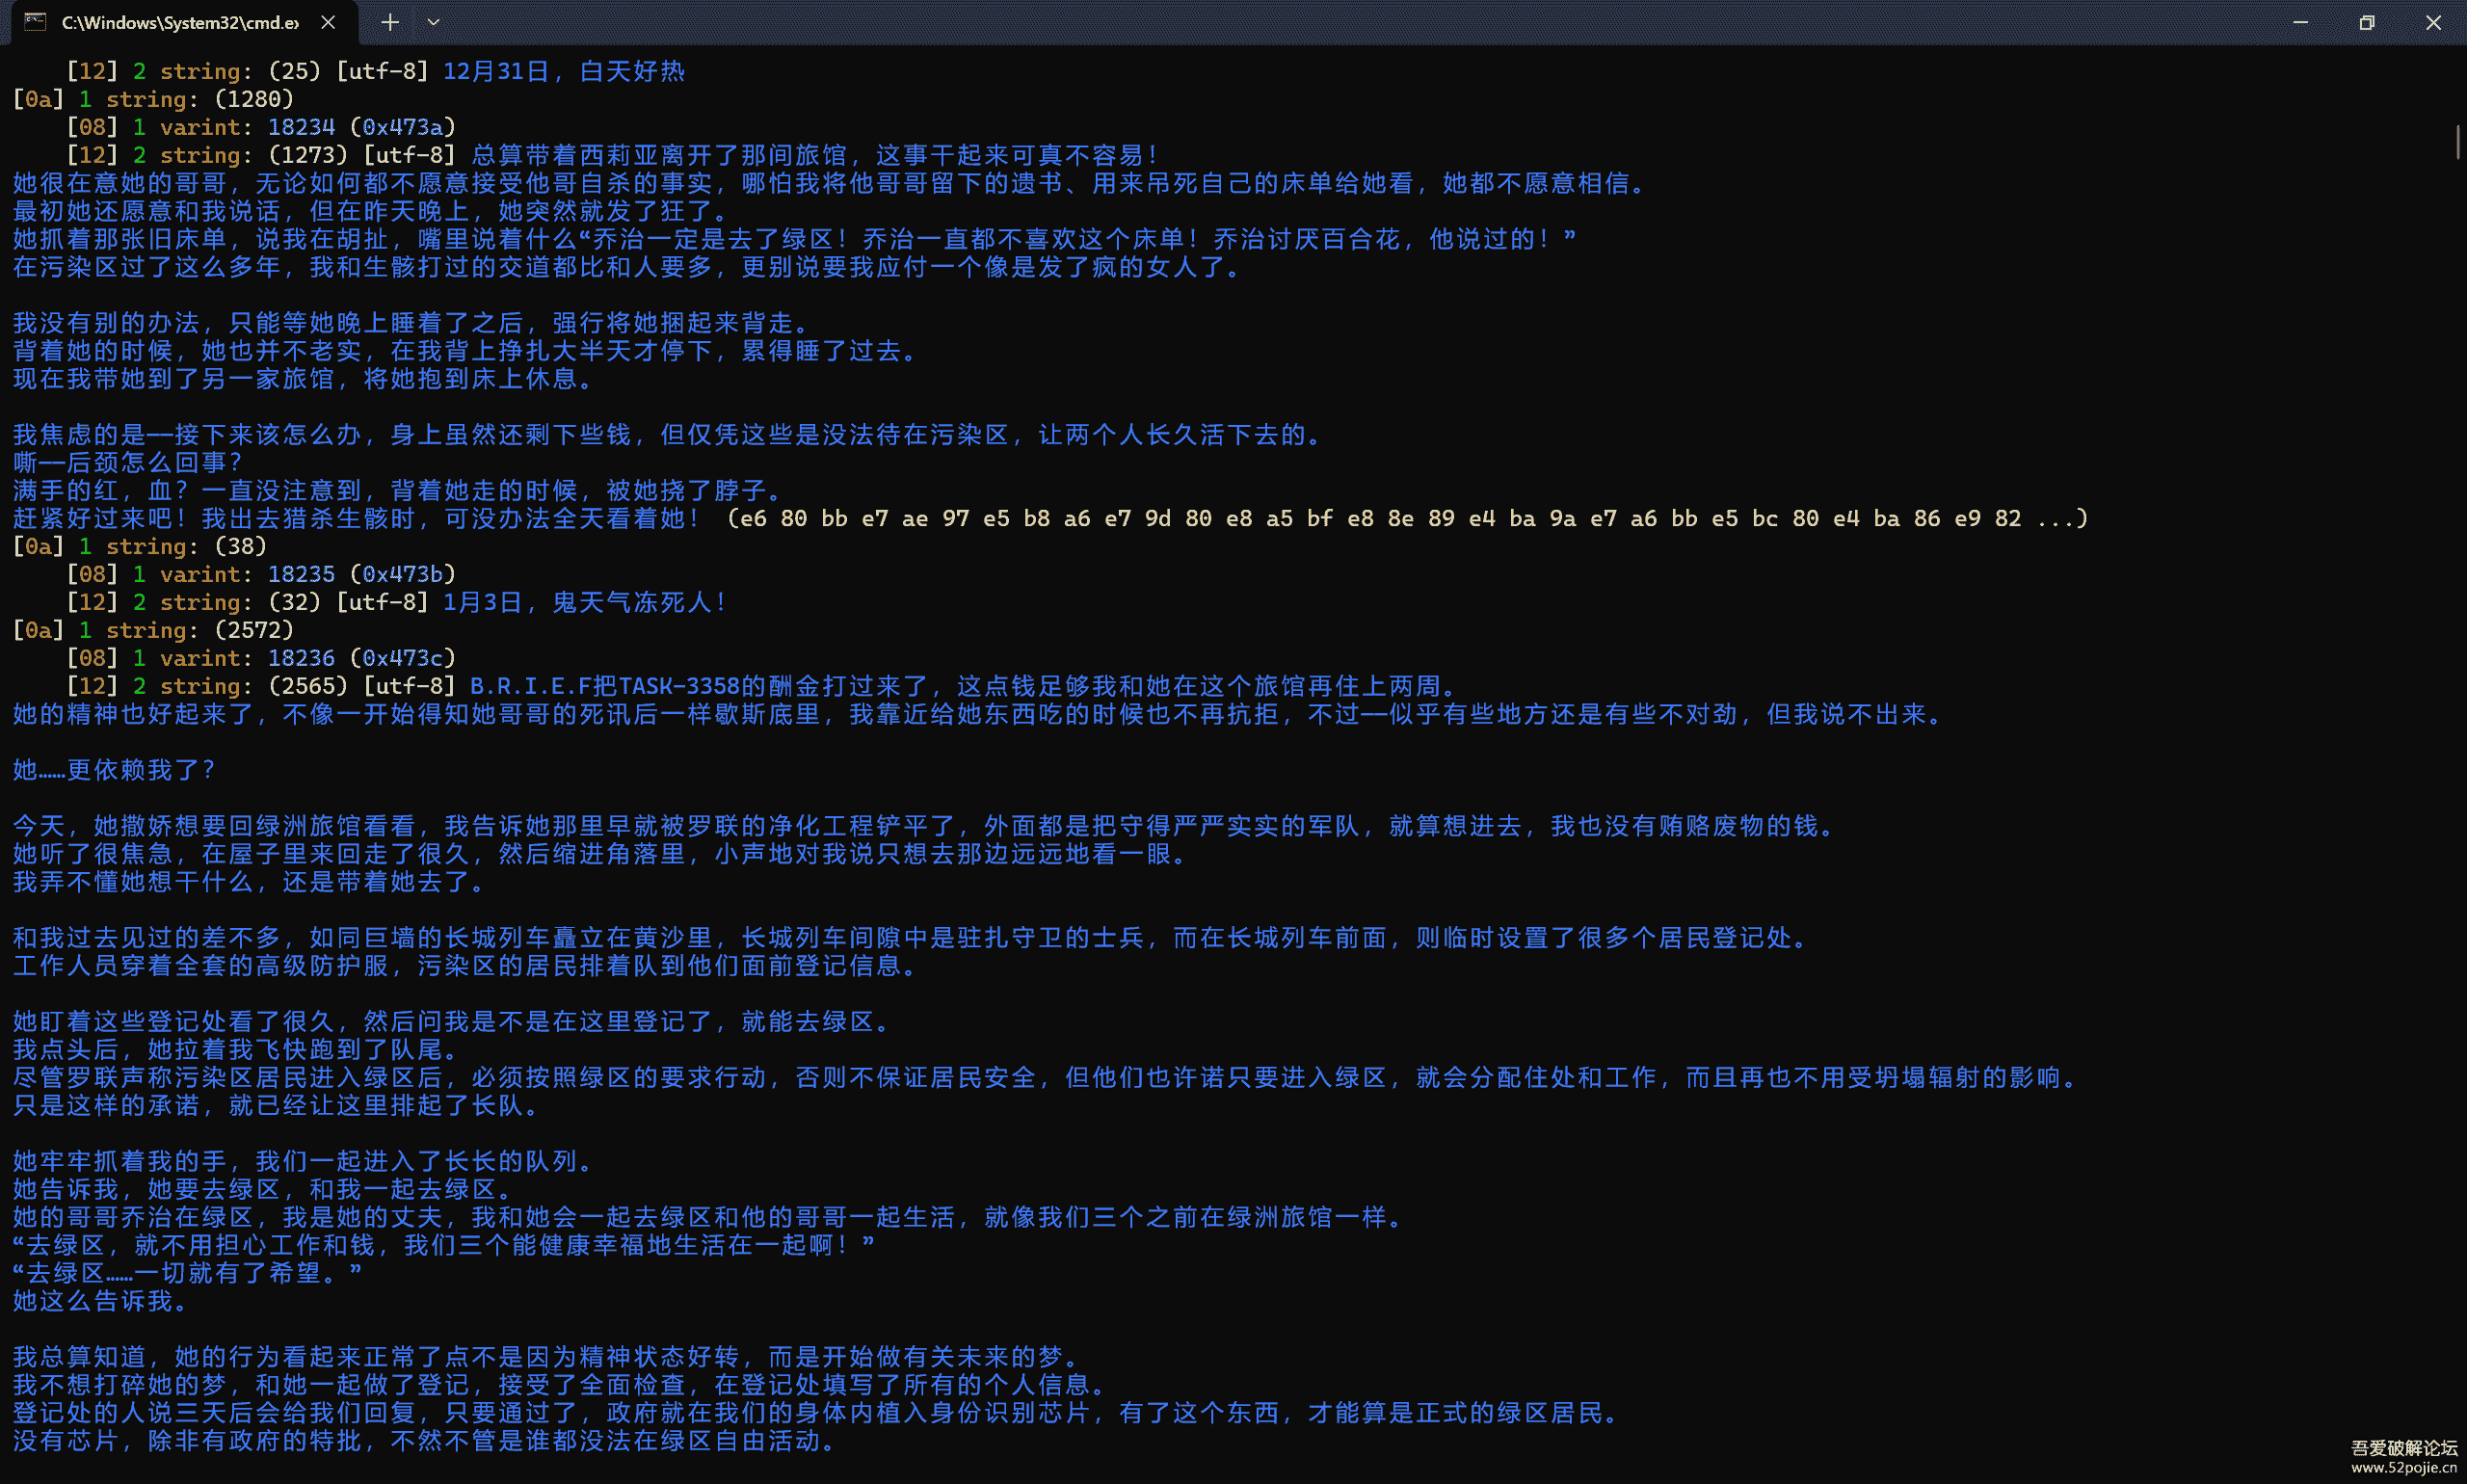 C:\Windows\System32\cmd.ex
[12] 2 string: (25) [utf-8] 12月31日，白天好热
[0a] 1 string: (1280)
[08] 1 varint: 18234 (0x473a)
[12] 2 string: (1273) [utf-8] 总算带着西莉亚离开了那间旅馆，这事干起来可真不容易！
她很在意她的哥哥，无论如何都不愿意接受他哥自杀的事实，哪怕我将他哥哥留下的遗书、用来吊死自己的床单给她看，她都不愿意相信。
最初她还愿意和我说话，但在昨天晚上，她突然就发了狂了。
她抓着那张旧床单，说我在胡扯，嘴里说着什么“乔治一定是去了绿区！乔治一直都不喜欢这个床单！乔治讨厌百合花，他说过的！”
在污染区过了这么多年，我和生骸打过的交道都比和人要多，更别说要我应付一个像是发了疯的女人了。
我没有别的办法，只能等她晚上睡着了之后，强行将她捆起来背走。
背着她的时候，她也并不老实，在我背上挣扎大半天才停下，累得睡了过去。
现在我带她到了另一家旅馆，将她抱到床上休息。
我焦虑的是——接下来该怎么办，身上虽然还剩下些钱，但仅凭这些是没法待在污染区，让两个人长久活下去的。
嘶——后颈怎么回事？
满手的红，血？一直没注意到，背着她走的时候，被她挠了脖子。
赶紧好过来吧！我出去猎杀生骸时，可没办法全天看着她！ (e6 80 bb e7 ae 97 e5 b8 a6 e7 9d 80 e8 a5 bf e8 8e 89 e4 ba 9a e7 a6 bb e5 bc 80 e4 ba 86 e9 82 ...)
[0a] 1 string: (38)
[08] 1 varint: 18235 (0x473b)
[12] 2 string: (32) [utf-8] 1月3日，鬼天气冻死人！
[0a] 1 string: (2572)
[08] 1 varint: 18236 (0x473c)
[12] 2 string: (2565) [utf-8] B.R.I.E.F把TASK-3358的酬金打过来了，这点钱足够我和她在这个旅馆再住上两周。
她的精神也好起来了，不像一开始得知她哥哥的死讯后一样歇斯底里，我靠近给她东西吃的时候也不再抗拒，不过——似乎有些地方还是有些不对劲，但我说不出来。
她……更依赖我了？
今天，她撒娇想要回绿洲旅馆看看，我告诉她那里早就被罗联的净化工程铲平了，外面都是把守得严严实实的军队，就算想进去，我也没有贿赂废物的钱。
她听了很焦急，在屋子里来回走了很久，然后缩进角落里，小声地对我说只想去那边远远地看一眼。
我弄不懂她想干什么，还是带着她去了。
和我过去见过的差不多，如同巨墙的长城列车矗立在黄沙里，长城列车间隙中是驻扎守卫的士兵，而在长城列车前面，则临时设置了很多个居民登记处。
工作人员穿着全套的高级防护服，污染区的居民排着队到他们面前登记信息。
她盯着这些登记处看了很久，然后问我是不是在这里登记了，就能去绿区。
我点头后，她拉着我飞快跑到了队尾。
尽管罗联声称污染区居民进入绿区后，必须按照绿区的要求行动，否则不保证居民安全，但他们也许诺只要进入绿区，就会分配住处和工作，而且再也不用受坍塌辐射的影响。
只是这样的承诺，就已经让这里排起了长队。
她牢牢抓着我的手，我们一起进入了长长的队列。
她告诉我，她要去绿区，和我一起去绿区。
她的哥哥乔治在绿区，我是她的丈夫，我和她会一起去绿区和他的哥哥一起生活，就像我们三个之前在绿洲旅馆一样。
“去绿区，就不用担心工作和钱，我们三个能健康幸福地生活在一起啊！”
“去绿区……一切就有了希望。”
她这么告诉我。
我总算知道，她的行为看起来正常了点不是因为精神状态好转，而是开始做有关未来的梦。
我不想打碎她的梦，和她一起做了登记，接受了全面检查，在登记处填写了所有的个人信息。
登记处的人说三天后会给我们回复，只要通过了，政府就在我们的身体内植入身份识别芯片，有了这个东西，才能算是正式的绿区居民。
没有芯片，除非有政府的特批，不然不管是谁都没法在绿区自由活动。
吾爱破解论坛
www.52pojie.cn